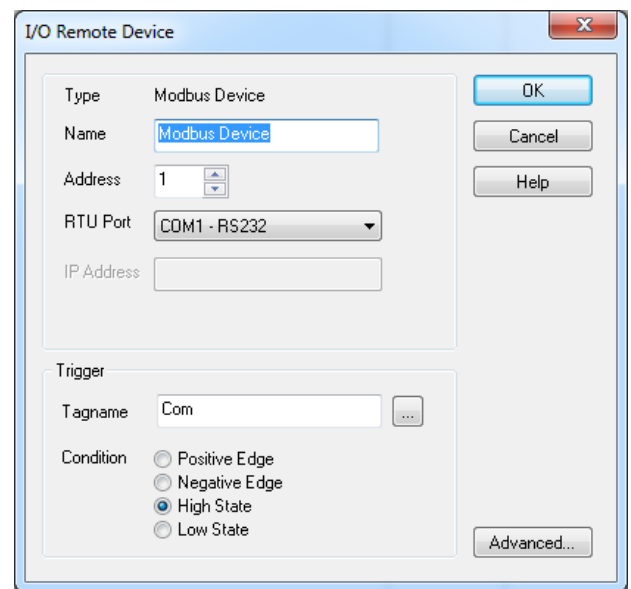 I/O Remote Device
Type Modbus Device
OK
Name Modbus Device
Cancel
Address 1
Help
RTU Port COM1 - RS232
IP Address
Trigger
Tagname Com ...
Condition Positive Edge
Negative Edge
High State
Low State
Advanced...